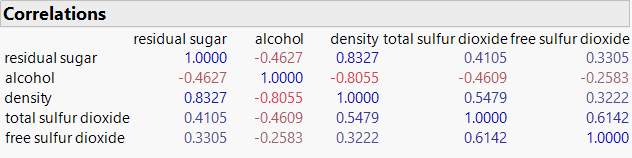 Correlations
residual sugar alcohol density total sulfur dioxide free sulfur dioxide
residual sugar 1.0000 -0.4627 0.8327 0.4105 0.3305
alcohol -0.4627 1.0000 -0.8055 -0.4609 -0.2583
density 0.8327 -0.8055 1.0000 0.5479 0.3222
total sulfur dioxide 0.4105 -0.4609 0.5479 1.0000 0.6142
free sulfur dioxide 0.3305 -0.2583 0.3222 0.6142 1.0000